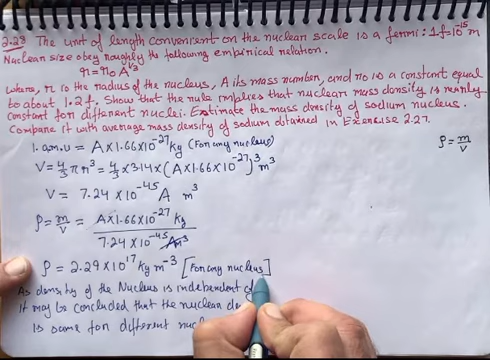 2.28 The unit of length convenient on the nuclear scale is a fermi: 1 f = 10⁻¹⁵ m
Nuclear size obey roughly the following empirical relation.
r = r₀ A^1/3
where, r is the radius of the nucleus, A its mass number, and r₀ is a constant equal
to about 1.2 f. Show that the rule implies that nuclear mass density is nearly
constant for different nuclei. Estimate the mass density of sodium nucleus.
Compare it with average mass density of sodium obtained in Exercise 2.27.
1. a.m.u = A×1.66×10⁻²⁷ kg (For any nucleus)
ρ = m/v
V = 4/3 π r³ = 4/3 × 3.14 × (A×1.66×10⁻²⁷)³ m³
V = 7.24 × 10⁻⁴⁵ A m³
ρ = m/v = A×1.66×10⁻²⁷ kg / 7.24×10⁻⁴⁵ A m³
ρ = 2.29×10¹⁷ kg m⁻³ [For any nucleus]
As density of the Nucleus is independent of
It may be concluded that the nuclear
is same for different